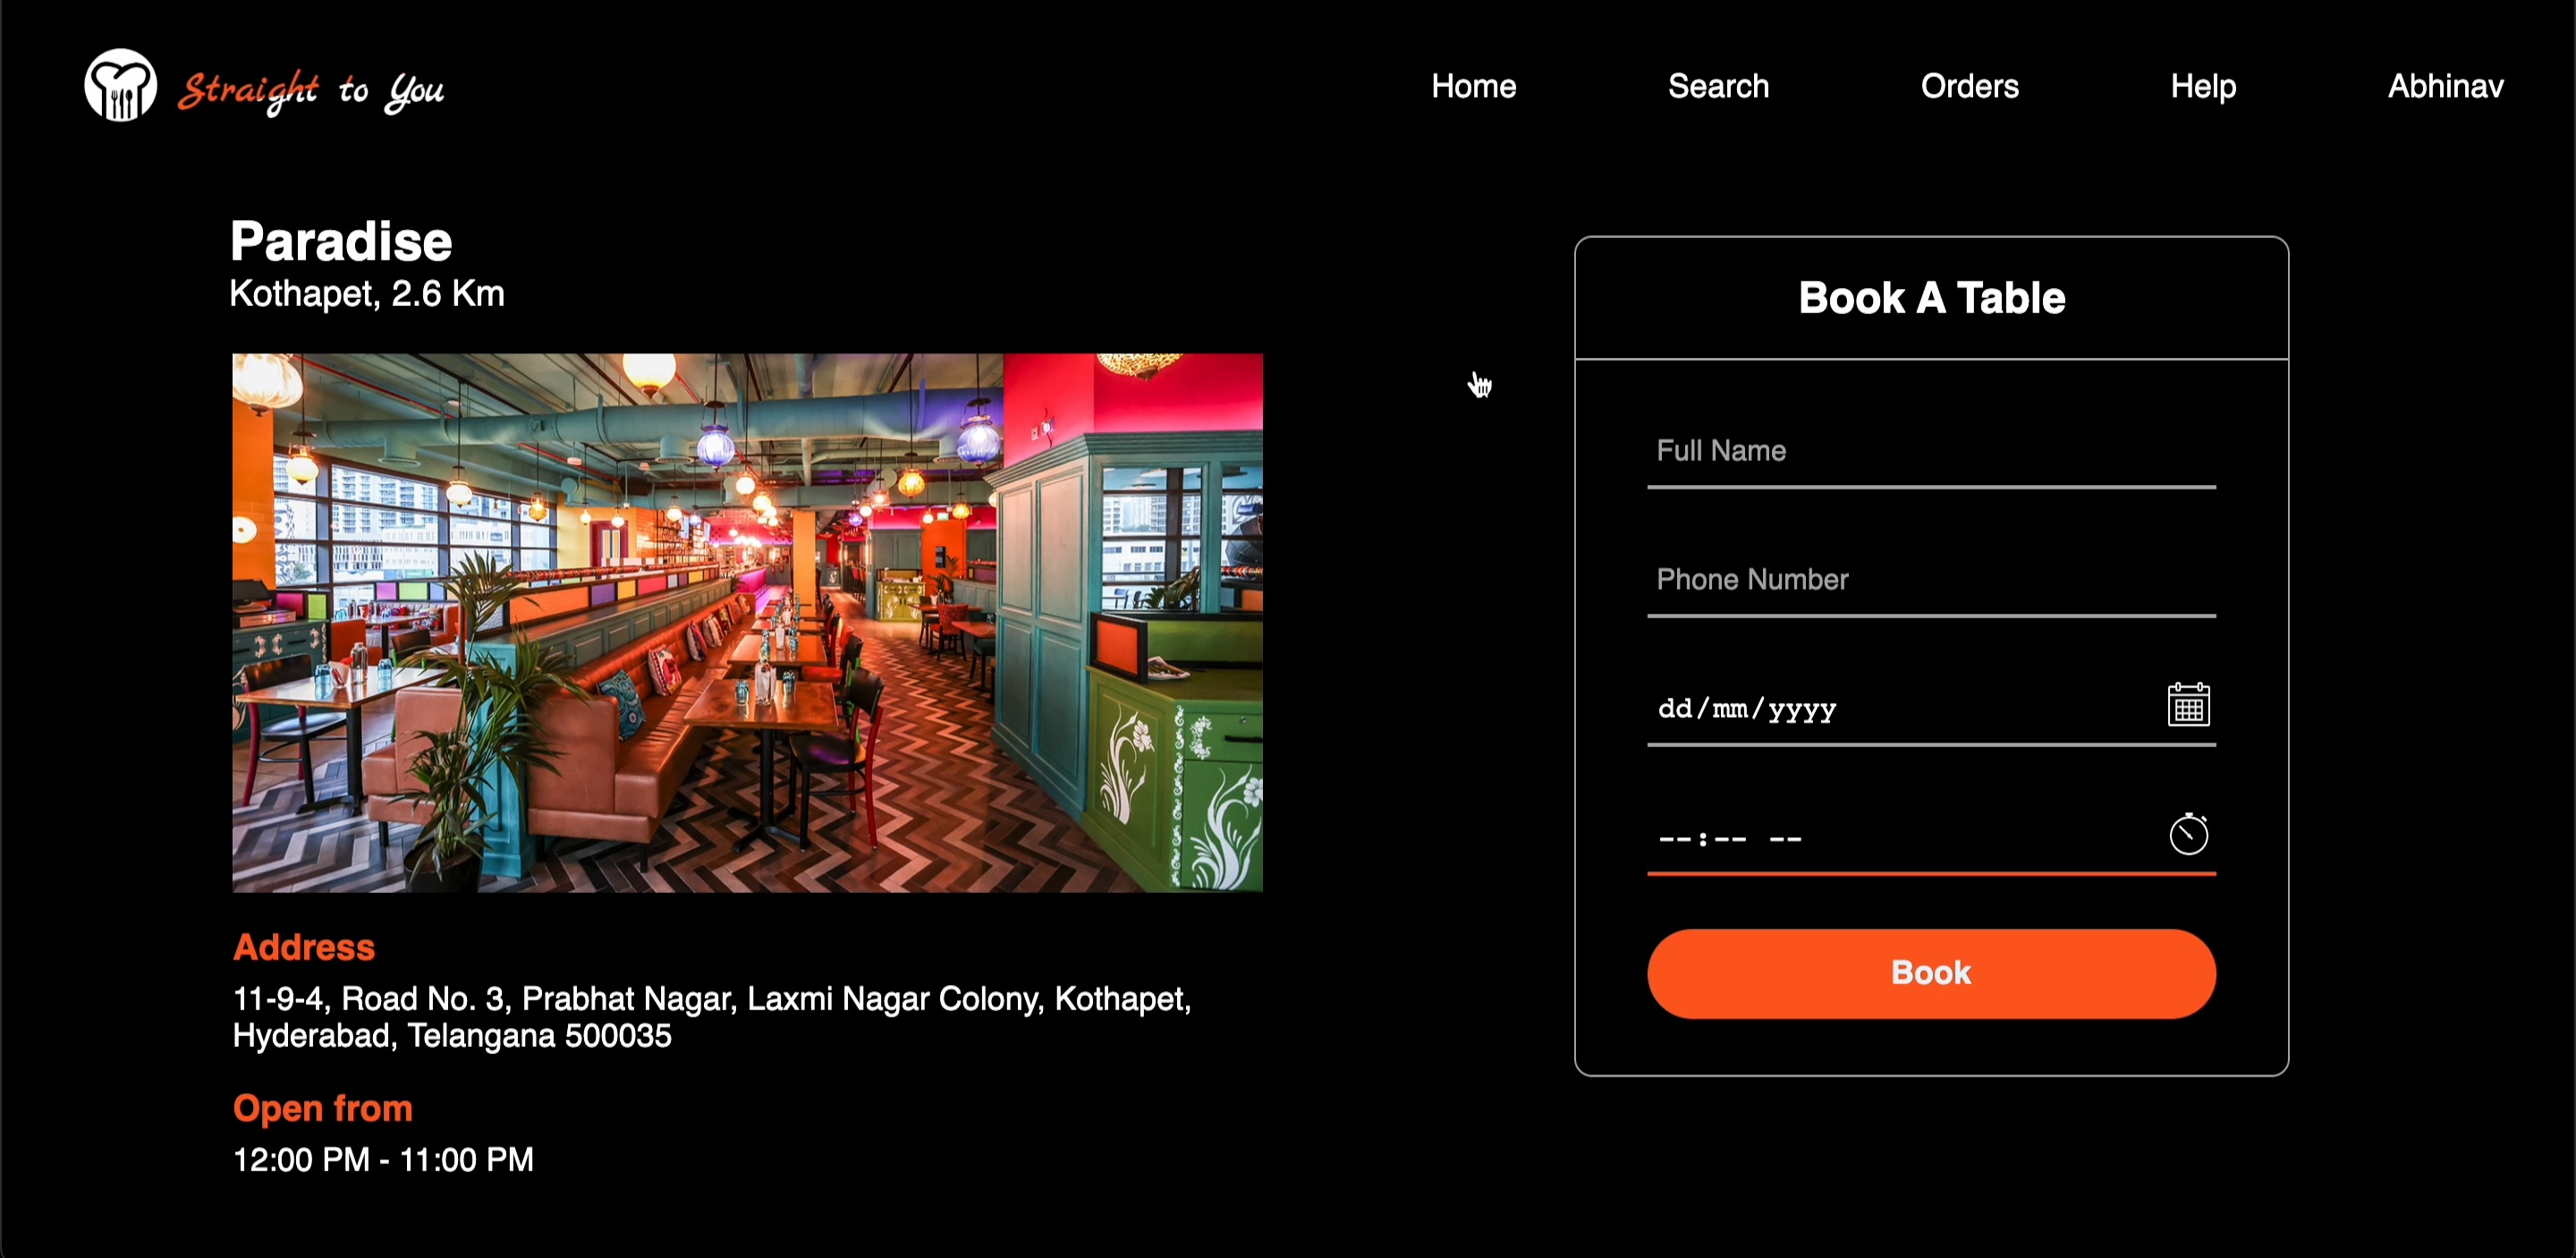 Straight to You
Home
Search
Orders
Help
Abhinav
Paradise
Kothapet, 2.6 Km
Address
11-9-4, Road No. 3, Prabhat Nagar, Laxmi Nagar Colony, Kothapet,
Hyderabad, Telangana 500035
Open from
12:00 PM - 11:00 PM
Book A Table
Full Name
Phone Number
dd/mm/yyyy
--:-- --
Book